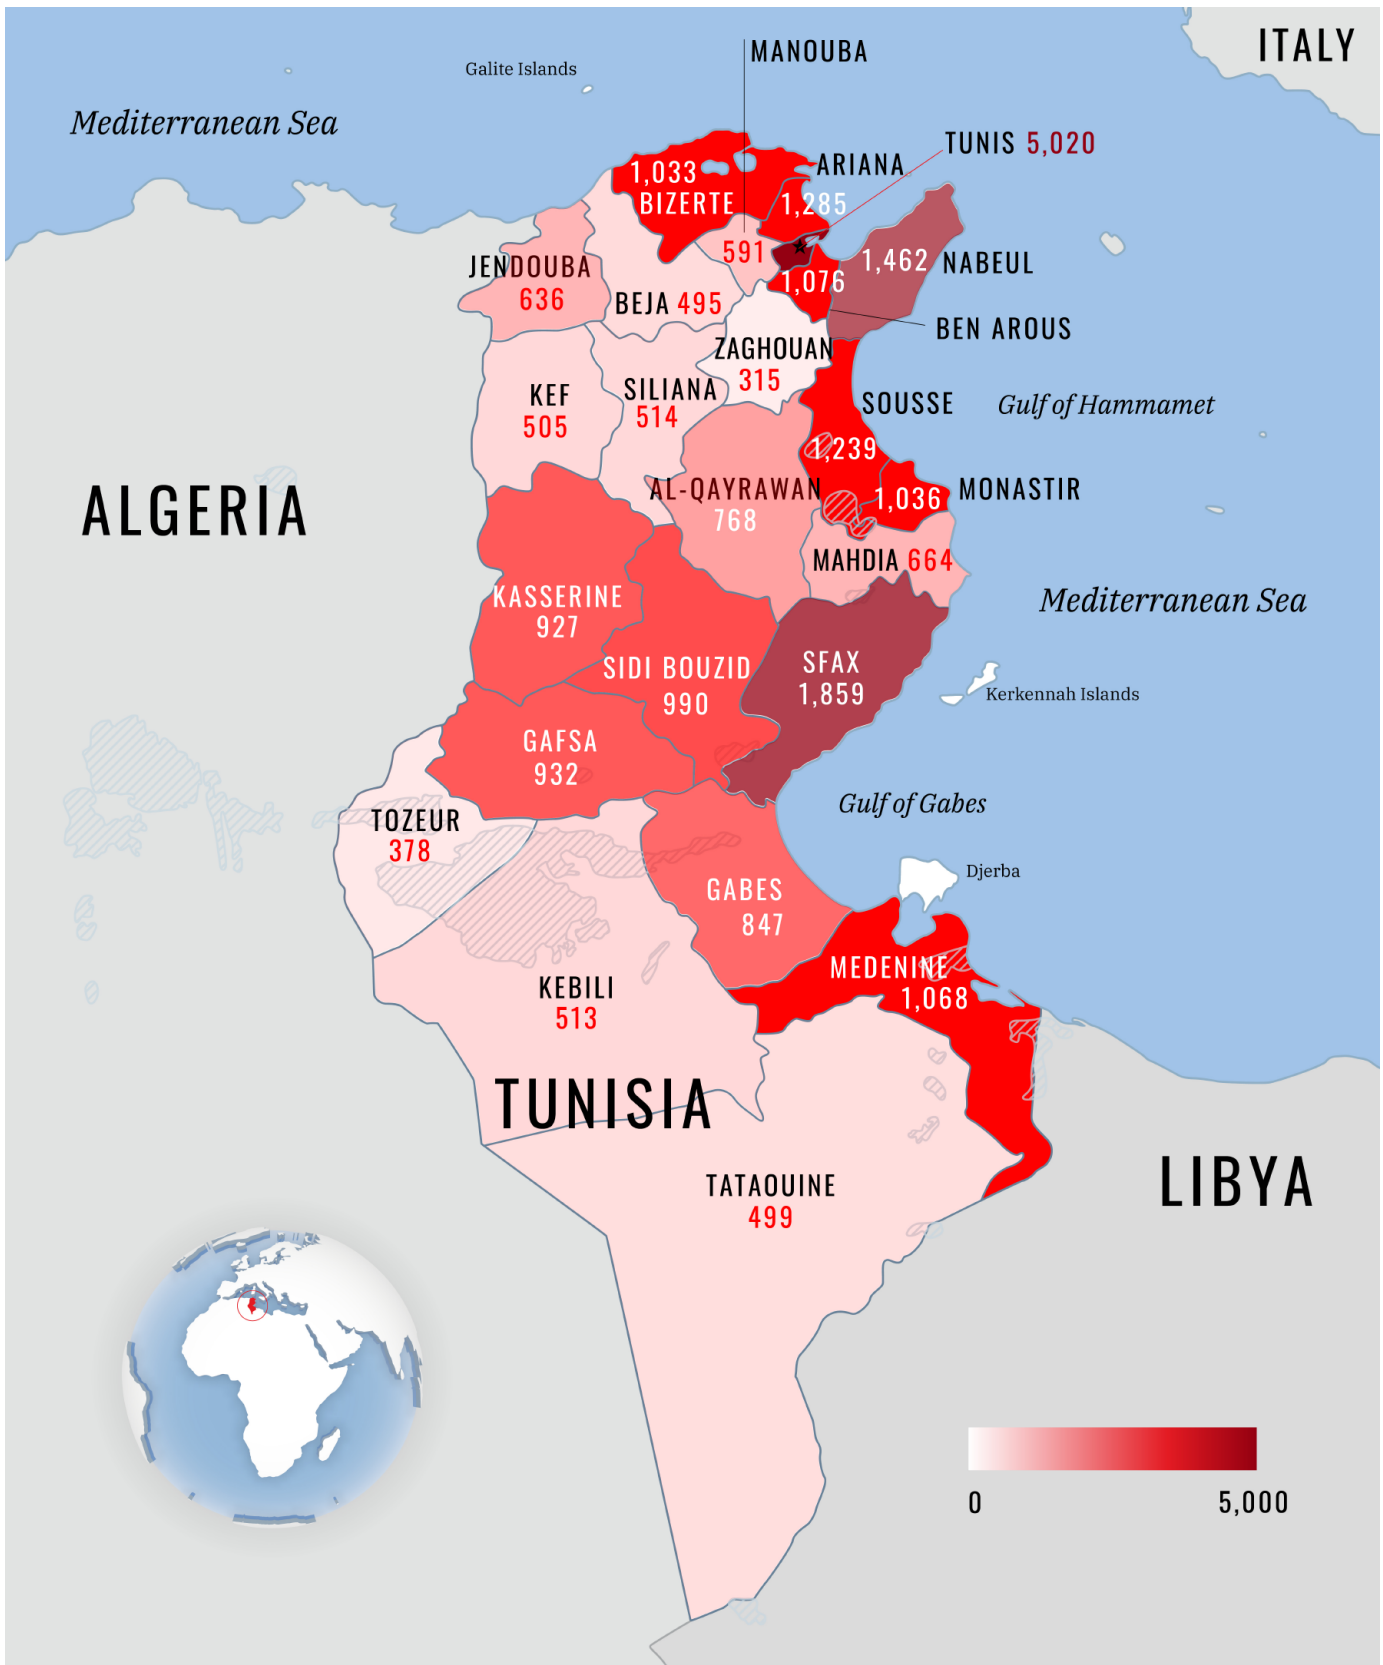 MANOUBA
ITALY
Galite Islands
Mediterranean Sea
TUNIS 5,020
ARIANA
1,033
BIZERTE
1,285
591
1,462 NABEUL
JENDOUBA
636
1,076
BEJA 495
BEN AROUS
ZAGHOUAN
315
KEF
505
SILIANA
514
SOUSSE
Gulf of Hammamet
1,239
ALGERIA
AL-QAYRAWAN
768
1,036 MONASTIR
MAHDIA 664
KASSERINE
927
Mediterranean Sea
SIDI BOUZID
990
SFAX
1,859
Kerkennah Islands
GAFSA
932
Gulf of Gabes
TOZEUR
378
Djerba
GABES
847
MEDENINE
1,068
KEBILI
513
TUNISIA
LIBYA
TATAOUINE
499
0
5,000